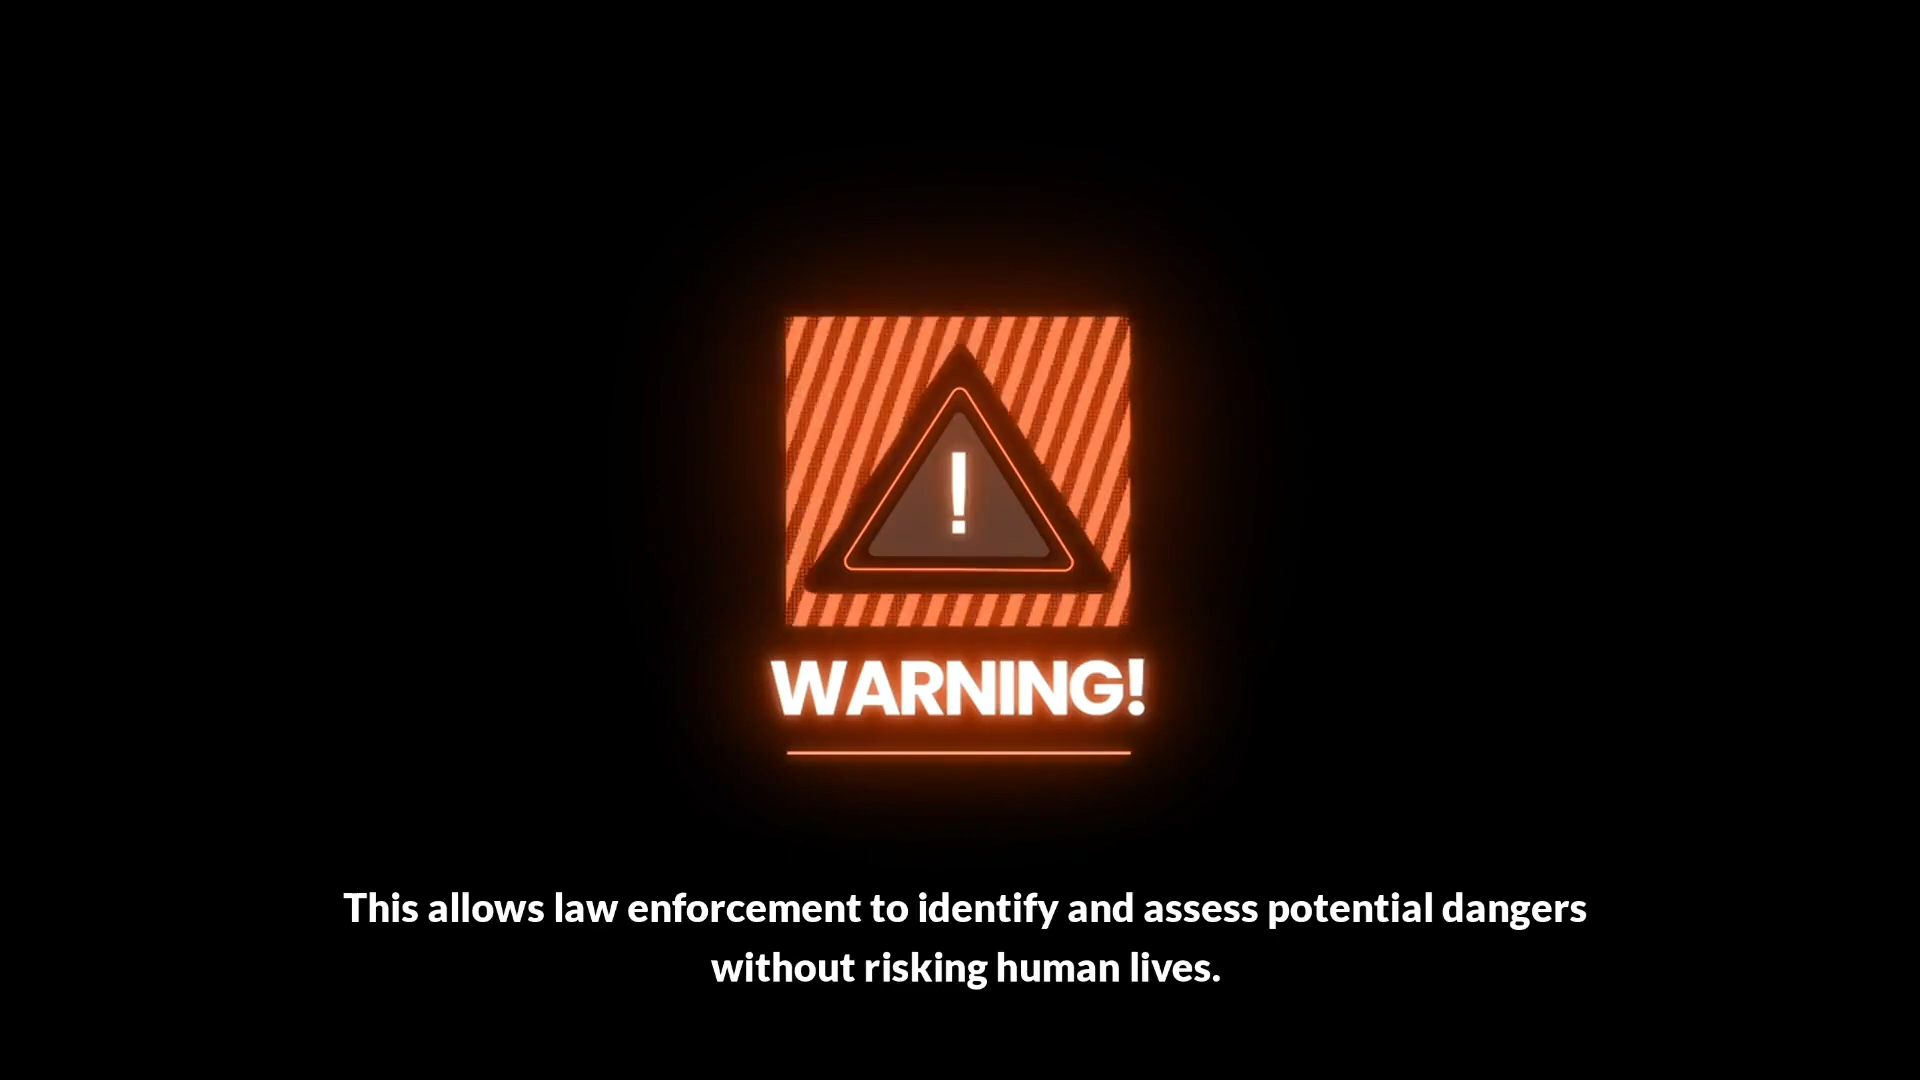 !
WARNING!
This allows law enforcement to identify and assess potential dangers
without risking human lives.